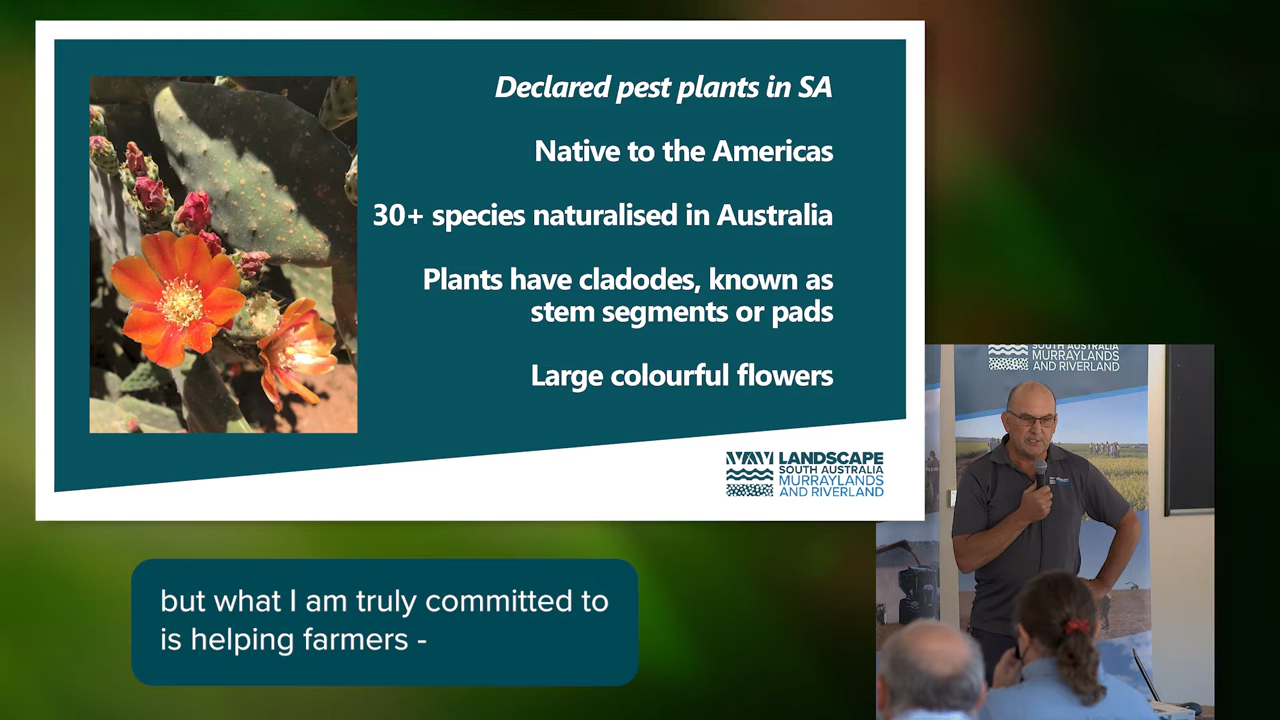 Declared pest plants in SA
Native to the Americas
30+ species naturalised in Australia
Plants have cladodes, known as
stem segments or pads
Large colourful flowers
LANDSCAPE
SOUTH AUSTRALIA
MURRAYLANDS
AND RIVERLAND
SOUTH AUSTRALIA
MURRAYLANDS
AND RIVERLAND
but what I am truly committed to
is helping farmers -